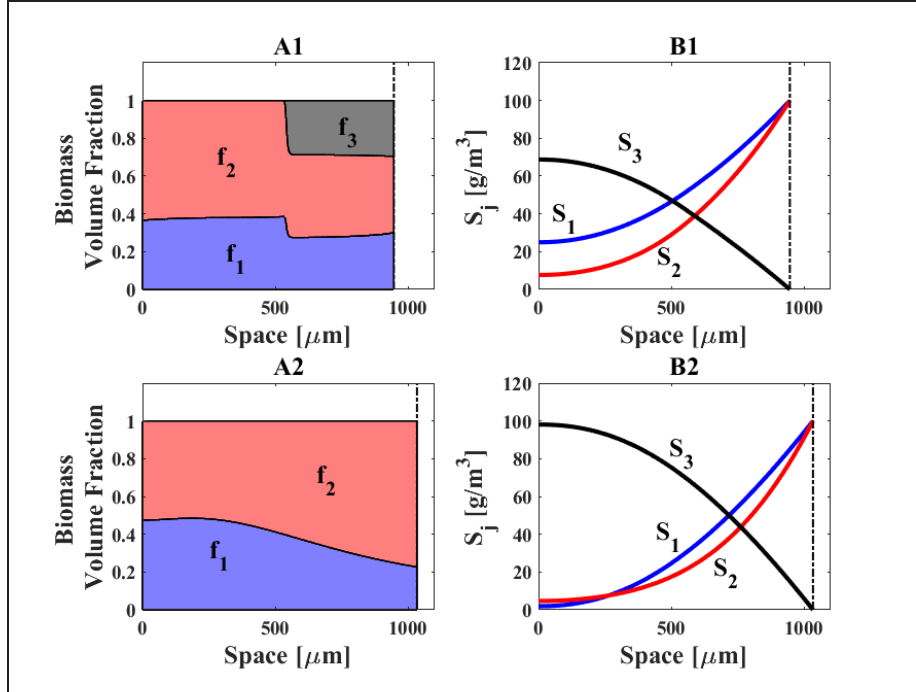 A1
Biomass
Volume Fraction
1
0.8
0.6
0.4
0.2
0
f3
f2
f1
0
500
1000
Space [μm]
B1
Sj [g/m³]
120
100
80
60
40
20
0
S3
S1
S2
0
500
1000
Space [μm]
A2
Biomass
Volume Fraction
1
0.8
0.6
0.4
0.2
0
f2
f1
0
500
1000
Space [μm]
B2
Sj [g/m³]
120
100
80
60
40
20
0
S3
S1
S2
0
500
1000
Space [μm]